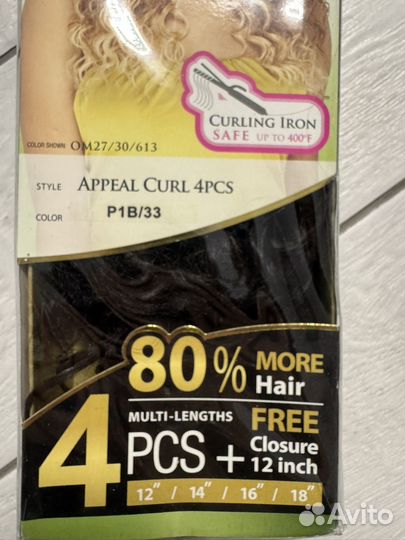 CURLING IRON
SAFE UP TO 400°F
COLOR SHOWN: OM27/30/613
STYLE APPEAL CURL 4PCS
COLOR P1B/33
80% MORE Hair
4 PCS +
MULTI-LENGTHS
FREE Closure 12 inch
12" / 14" / 16" / 18"
Avito